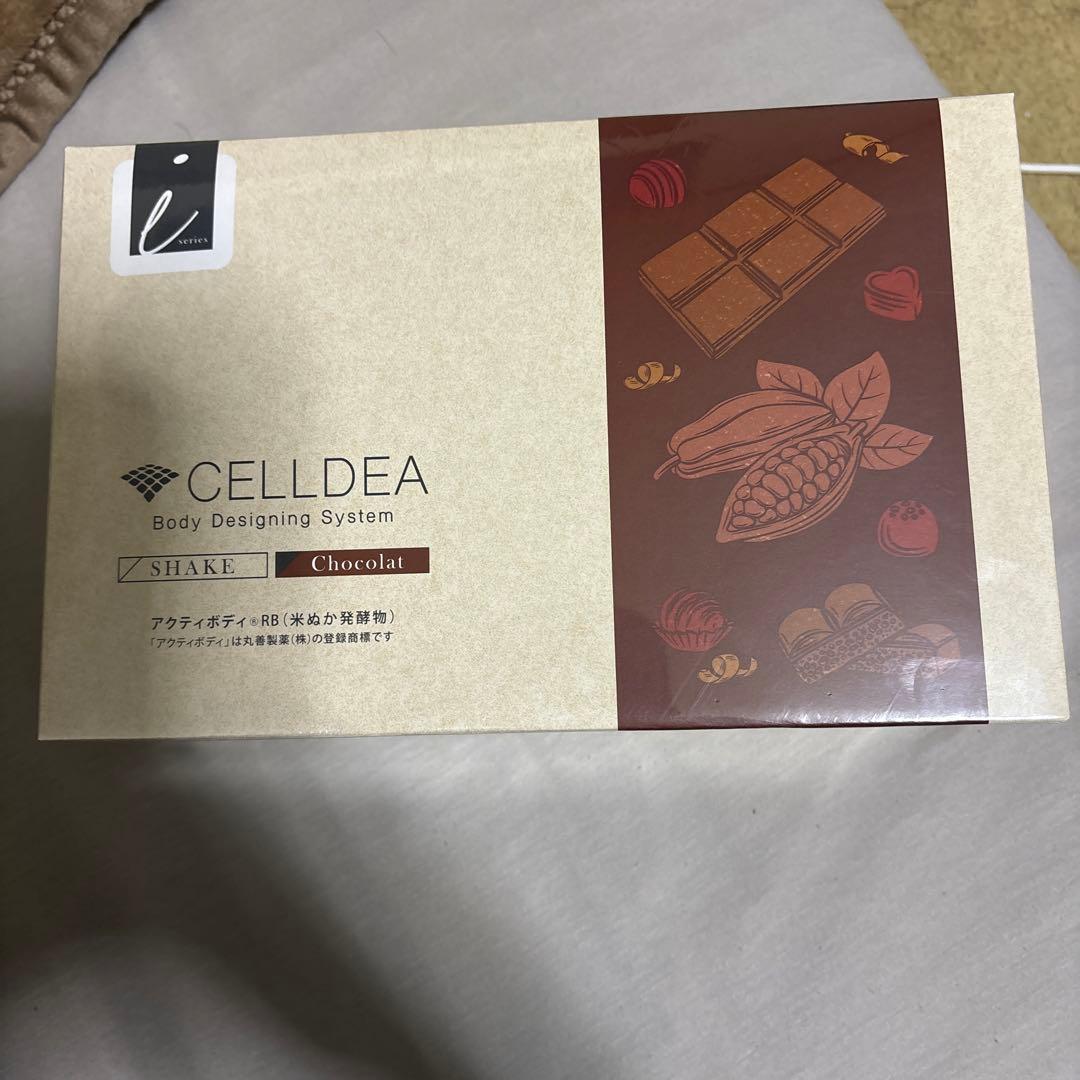 i
series
CELLDEA
Body Designing System
SHAKE
Chocolat
アクティボディ®RB(米ぬか発酵物)
「アクティボディ」は丸善製薬(株)の登録商標です